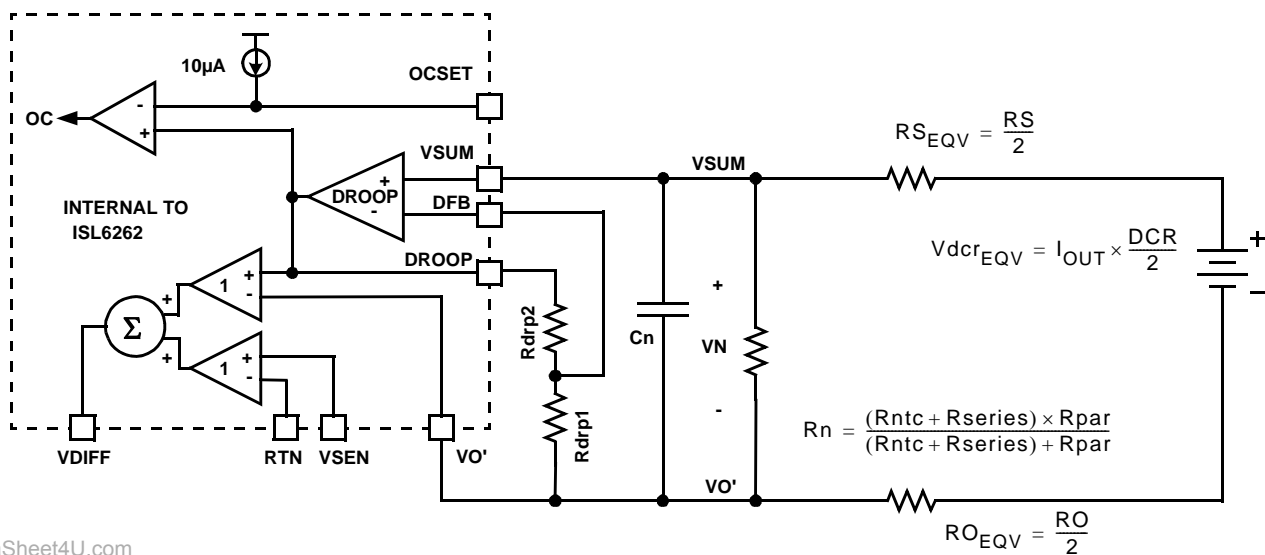 10µA
OCSET
OC
-
+
INTERNAL TO
ISL6262
VSUM
+
DROOP
-
DFB
DROOP
1
+
-
+
Σ
+
1
+
-
VDIFF
RTN
VSEN
VO'
Rdrp2
Rdrp1
VSUM
Cn
+
VN
-
VO'
RS_EQV = RS/2
Vdcr_EQV = I_OUT × DCR/2
+
-
Rn = (Rntc + Rseries) × Rpar / (Rntc + Rseries) + Rpar
RO_EQV = RO/2
Sheet4U.com